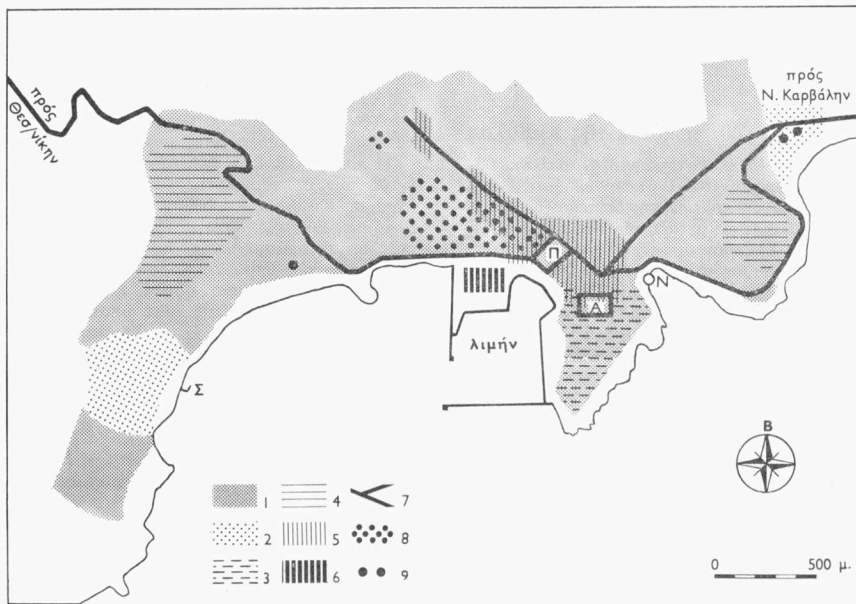 πρός
Θεσ/νίκην
πρός
Ν. Καρβάλην
Π
Ν
Α
λιμήν
Σ
Β
1 4 7
2 5 8
3 6 9
0 500 μ.